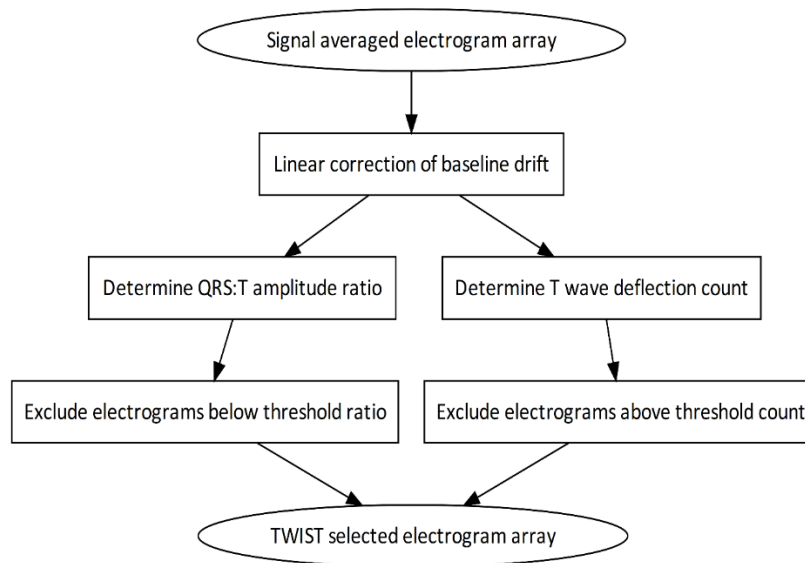 Signal averaged electrogram array
Linear correction of baseline drift
Determine QRS:T amplitude ratio
Determine T wave deflection count
Exclude electrograms below threshold ratio
Exclude electrograms above threshold count
TWIST selected electrogram array